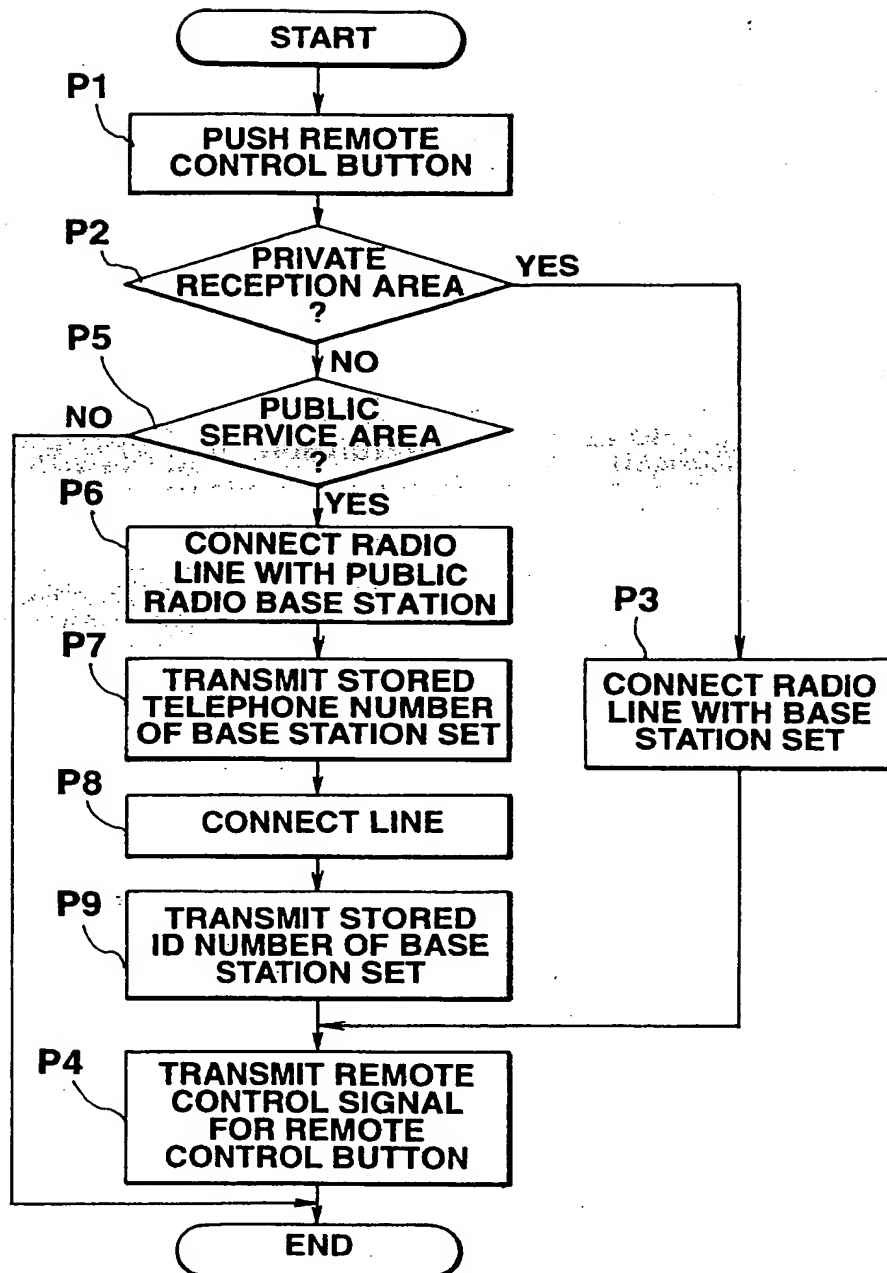 START
P1
PUSH REMOTE
CONTROL BUTTON
P2
PRIVATE
RECEPTION AREA
?
YES
NO
P5
PUBLIC
SERVICE AREA
?
NO
YES
P6
CONNECT RADIO
LINE WITH PUBLIC
RADIO BASE STATION
P3
CONNECT RADIO
LINE WITH BASE
STATION SET
P7
TRANSMIT STORED
TELEPHONE NUMBER
OF BASE STATION SET
P8
CONNECT LINE
P9
TRANSMIT STORED
ID NUMBER OF BASE
STATION SET
P4
TRANSMIT REMOTE
CONTROL SIGNAL
FOR REMOTE
CONTROL BUTTON
END